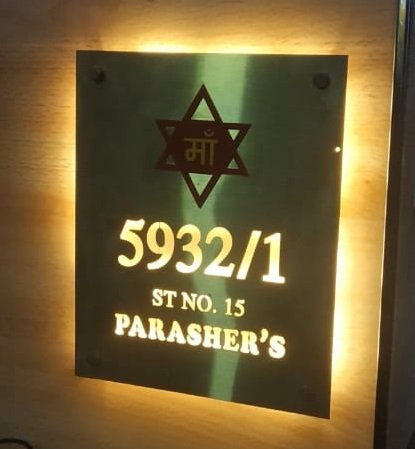 माँ
5932/1
ST NO. 15
PARASHER'S